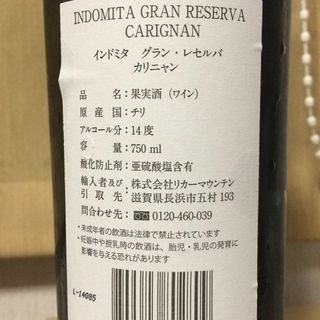 INDOMITA GRAN RESERVA
CARIGNAN
インドミタ グラン・レセルバ
カリニャン
品 名：果実酒（ワイン）
原 産 国：チリ
アルコール分：14度
容 量：750 ml
酸化防止剤：亜硫酸塩含有
輸入者及び
引 取 先：株式会社リカーマウンテン
滋賀県長浜市五村 193
問合わせ先：☎ 0120-460-039
・未成年者の飲酒は法律で禁止されています
・妊娠中や授乳時の飲酒は、胎児・乳児の発育に
影響を与える恐れがあります
L-14005